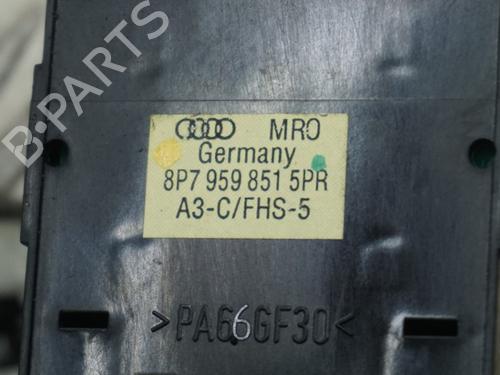 MRO
Germany
8P7 959 851 5PR
A3-C/FHS-5
>PA66GF30<
B-PARTS